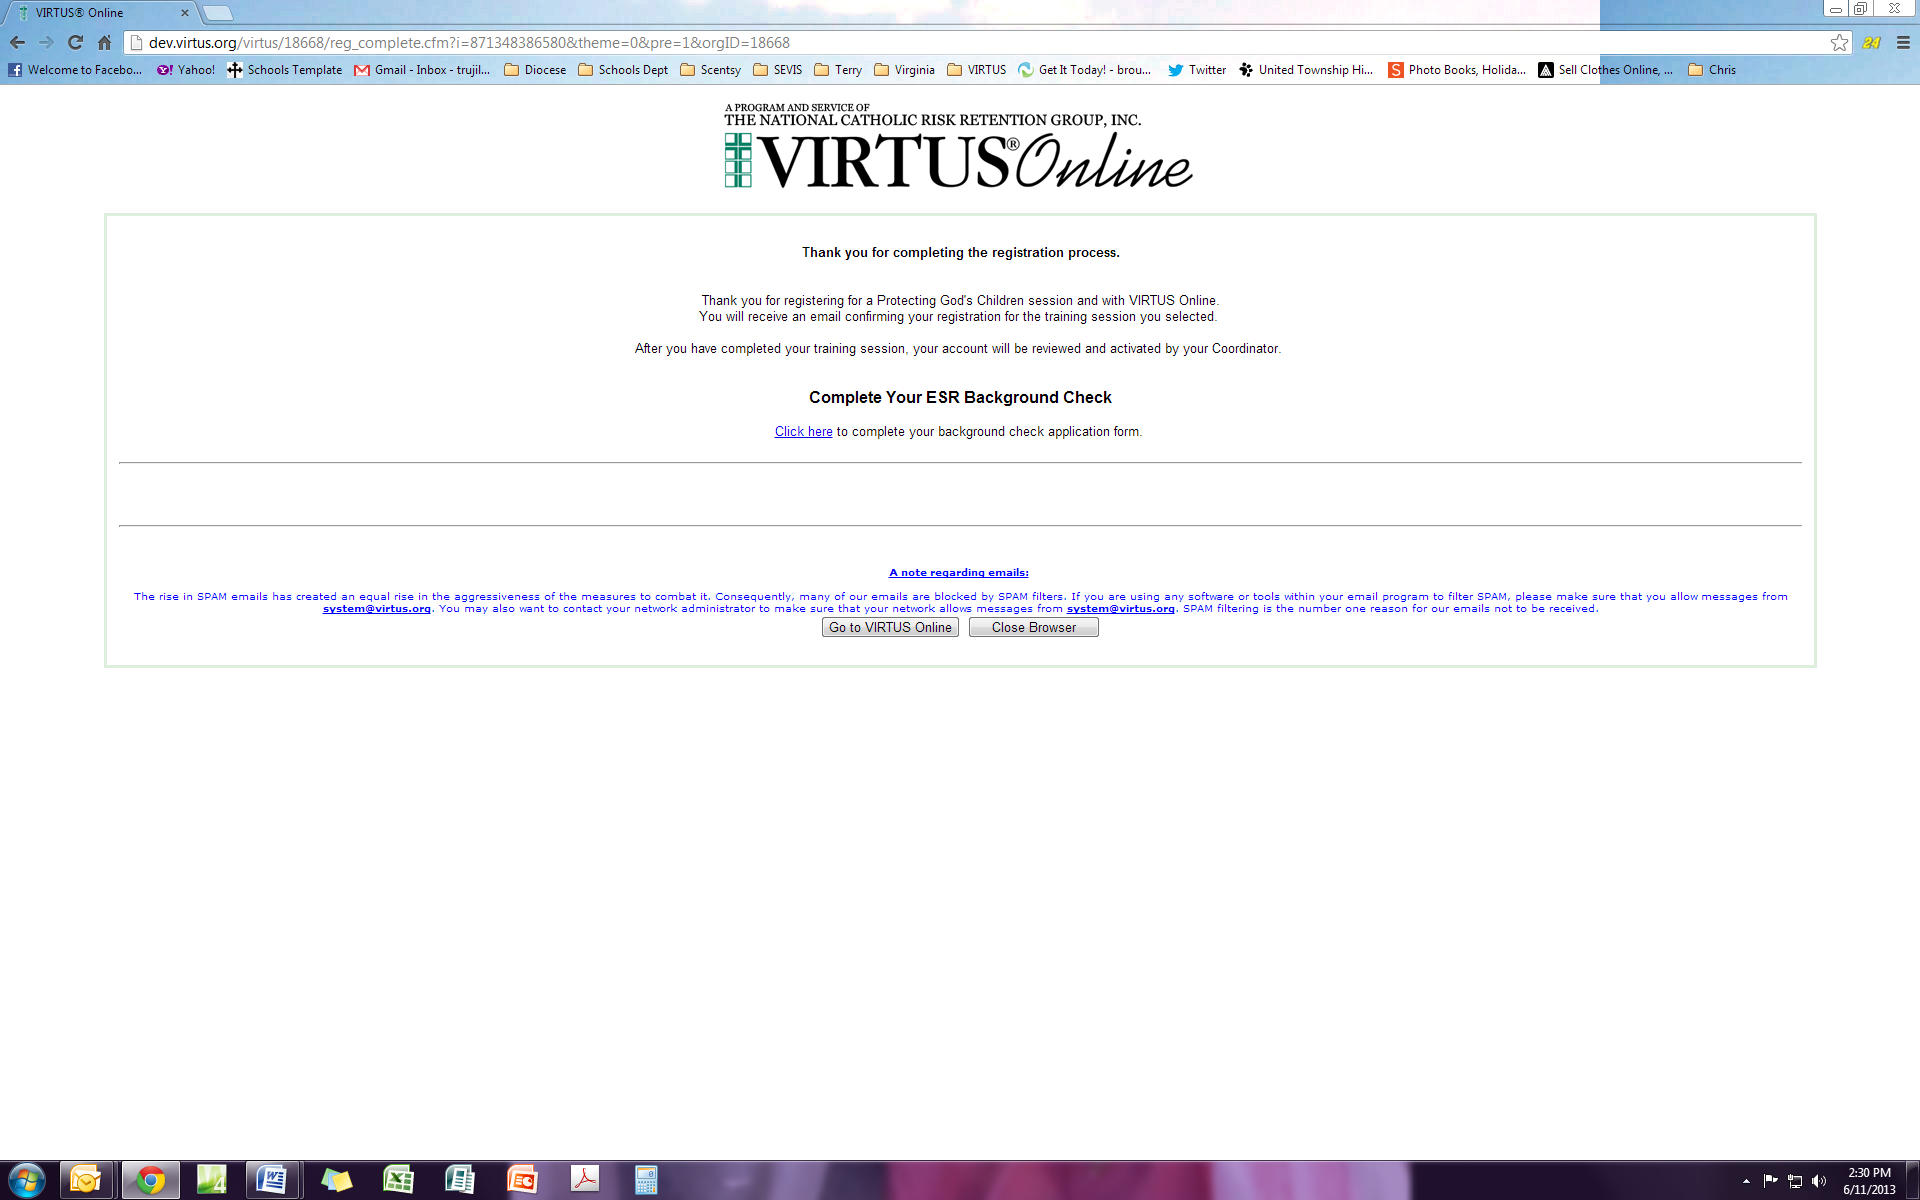 VIRTUS® Online
dev.virtus.org/virtus/18668/reg_complete.cfm?i=871348386580&theme=0&pre=1&orgID=18668
24
Welcome to Facebo... Yahoo! Schools Template Gmail - Inbox - trujil... Diocese Schools Dept Scentsy SEVIS Terry Virginia VIRTUS Get It Today! - brou... Twitter United Township Hi... Photo Books, Holida... Sell Clothes Online, ... Chris
A PROGRAM AND SERVICE OF
THE NATIONAL CATHOLIC RISK RETENTION GROUP, INC.
VIRTUS® Online
Thank you for completing the registration process.
Thank you for registering for a Protecting God's Children session and with VIRTUS Online.
You will receive an email confirming your registration for the training session you selected.
After you have completed your training session, your account will be reviewed and activated by your Coordinator.
Complete Your ESR Background Check
Click here to complete your background check application form.
A note regarding emails:
The rise in SPAM emails has created an equal rise in the aggressiveness of the measures to combat it. Consequently, many of our emails are blocked by SPAM filters. If you are using any software or tools within your email program to filter SPAM, please make sure that you allow messages from
system@virtus.org. You may also want to contact your network administrator to make sure that your network allows messages from system@virtus.org. SPAM filtering is the number one reason for our emails not to be received.
Go to VIRTUS Online Close Browser
2:30 PM
6/11/2013